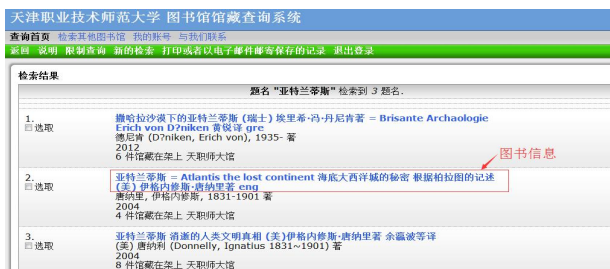 天津职业技术师范大学 图书馆馆藏查询系统
查询首页 检索其他图书馆 我的账号 与我们联系
返回 说明 限制查询 新的检索 打印或者以电子邮件邮寄保存的记录 退出登录
检索结果
题名 "亚特兰蒂斯" 检索到 3 题名.
1. 撒哈拉沙漠下的亚特兰蒂斯 (瑞士) 埃里希·冯·丹尼肯著 = Brisante Archaologie
选取 Erich von D?niken 黄锐译 gre
德尼肯 (D?niken, Erich von), 1935- 著
2012
6 件馆藏在架上 天职师大馆
图书信息
2. 亚特兰蒂斯 = Atlantis the lost continent 海底大西洋城的秘密 根据柏拉图的记述
选取 (美) 伊格内修斯·唐纳里著 eng
唐纳里, 伊格内修斯, 1831-1901 著
2004
4 件馆藏在架上 天职师大馆
3. 亚特兰蒂斯 消逝的人类文明真相 (美)伊格内修斯·唐纳里著 余瀛波等译
选取 (美) 唐纳利 (Donnelly, Ignatius 1831~1901) 著
2004
8 件馆藏在架上 天职师大馆